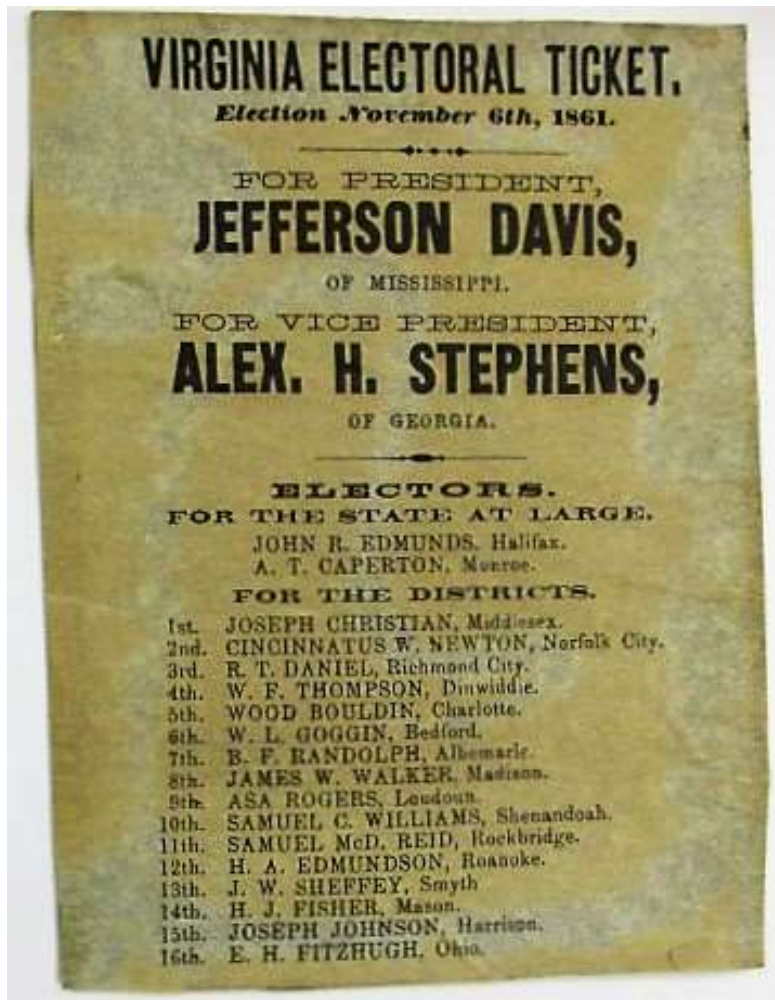 VIRGINIA ELECTORAL TICKET.
Election November 6th, 1861.
FOR PRESIDENT,
JEFFERSON DAVIS,
OF MISSISSIPPI.
FOR VICE PRESIDENT,
ALEX. H. STEPHENS,
OF GEORGIA.
ELECTORS.
FOR THE STATE AT LARGE.
JOHN R. EDMUNDS, Halifax.
A. T. CAPERTON, Monroe.
FOR THE DISTRICTS.
1st. JOSEPH CHRISTIAN, Middlesex.
2nd. CINCINNATUS W. NEWTON, Norfolk City.
3rd. R. T. DANIEL, Richmond City.
4th. W. F. THOMPSON, Dinwiddie.
5th. WOOD BOULDIN, Charlotte.
6th. W. L. GOGGIN, Bedford.
7th. B. F. RANDOLPH, Albemarle.
8th. JAMES W. WALKER, Madison.
9th. ASA ROGERS, Loudoun.
10th. SAMUEL C. WILLIAMS, Shenandoah.
11th. SAMUEL McD. REID, Rockbridge.
12th. H. A. EDMUNDSON, Roanoke.
13th. J. W. SHEFFEY, Smyth
14th. H. J. FISHER, Mason.
15th. JOSEPH JOHNSON, Harrison.
16th. E. H. FITZHUGH, Ohio.